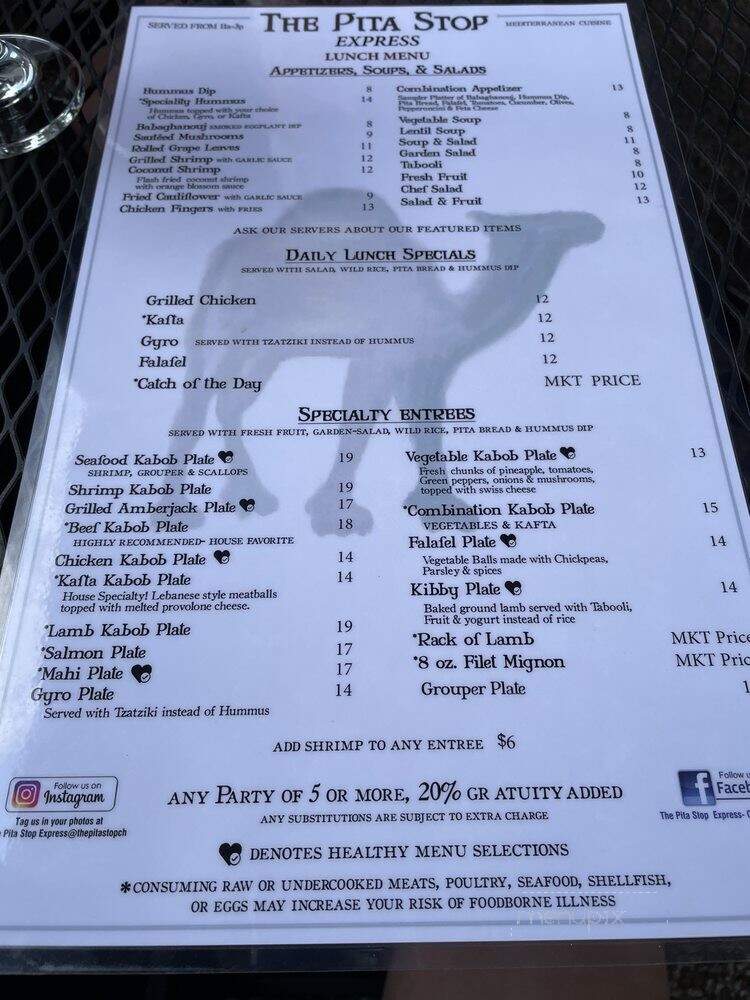 SERVED FROM 11a-3p THE PITA STOP MEDITERRANEAN CUISINE
EXPRESS
LUNCH MENU
APPETIZERS, SOUPS, & SALADS
Hummus Dip 8
*Speciality Hummus 14
Hummus topped with your choice
of Chicken, Gyro, or Kafta
Babaghanouj SMOKED EGGPLANT DIP 8
Sautéed Mushrooms 9
Rolled Grape Leaves 11
Grilled Shrimp with GARLIC SAUCE 12
Coconut Shrimp 12
Flash fried coconut shrimp
with orange blossom sauce
Fried Cauliflower with GARLIC SAUCE 9
Chicken Fingers with FRIES 13
Combination Appetizer 13
Sampler Platter of Babaghanouj, Hummus Dip,
Pita Bread, Falafel, Tomatoes, Cucumber, Olives,
Pepperoncini & Feta Cheese
Vegetable Soup 8
Lentil Soup 8
Soup & Salad 11
Garden Salad 8
Tabooli 8
Fresh Fruit 10
Chef Salad 12
Salad & Fruit 13
ASK OUR SERVERS ABOUT OUR FEATURED ITEMS
DAILY LUNCH SPECIALS
SERVED WITH SALAD, WILD RICE, PITA BREAD & HUMMUS DIP
Grilled Chicken 12
*Kafta 12
Gyro SERVED WITH TZATZIKI INSTEAD OF HUMMUS 12
Falafel 12
*Catch of the Day MKT PRICE
SPECIALTY ENTREES
SERVED WITH FRESH FRUIT, GARDEN-SALAD, WILD RICE, PITA BREAD & HUMMUS DIP
Seafood Kabob Plate 19
SHRIMP, GROUPER & SCALLOPS
Shrimp Kabob Plate 19
Grilled Amberjack Plate 17
*Beef Kabob Plate 18
HIGHLY RECOMMENDED- HOUSE FAVORITE
Chicken Kabob Plate 14
*Kafta Kabob Plate 14
House Specialty! Lebanese style meatballs
topped with melted provolone cheese.
*Lamb Kabob Plate 19
*Salmon Plate 17
*Mahi Plate 17
Gyro Plate 14
Served with Tzatziki instead of Hummus
Vegetable Kabob Plate 13
Fresh chunks of pineapple, tomatoes,
Green peppers, onions & mushrooms,
topped with swiss cheese
*Combination Kabob Plate 15
VEGETABLES & KAFTA
Falafel Plate 14
Vegetable Balls made with Chickpeas,
Parsley & spices
Kibby Plate 14
Baked ground lamb served with Tabooli,
Fruit & yogurt instead of rice
*Rack of Lamb MKT Price
*8 oz. Filet Mignon MKT Pric
Grouper Plate 1
ADD SHRIMP TO ANY ENTREE $6
Follow us on
Instagram
Tag us in your photos at
Pita Stop Express@thepitastopch
ANY PARTY OF 5 OR MORE, 20% GRATUITY ADDED
ANY SUBSTITUTIONS ARE SUBJECT TO EXTRA CHARGE
Follow u
Faceb
The Pita Stop Express-
DENOTES HEALTHY MENU SELECTIONS
*CONSUMING RAW OR UNDERCOOKED MEATS, POULTRY, SEAFOOD, SHELLFISH,
OR EGGS MAY INCREASE YOUR RISK OF FOODBORNE ILLNESS
menupix